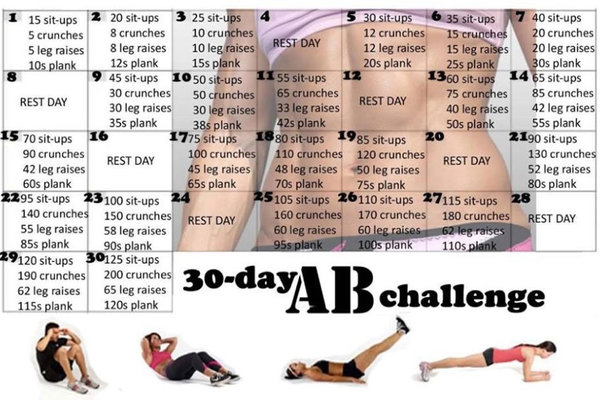 1
15 sit-ups
5 crunches
5 leg raises
10s plank
2
20 sit-ups
8 crunches
8 leg raises
12s plank
3
25 sit-ups
10 crunches
10 leg raises
15s plank
4
REST DAY
5
30 sit-ups
12 crunches
12 leg raises
20s plank
6
35 sit-ups
15 crunches
15 leg raises
25s plank
7
40 sit-ups
20 crunches
20 leg raises
30s plank
8
REST DAY
9
45 sit-ups
30 crunches
30 leg raises
35s plank
10
50 sit-ups
50 crunches
30 leg raises
38s plank
11
55 sit-ups
65 crunches
33 leg raises
42s plank
12
REST DAY
13
60 sit-ups
75 crunches
40 leg raises
50s plank
14
65 sit-ups
85 crunches
42 leg raises
55s plank
15
70 sit-ups
90 crunches
42 leg raises
60s plank
16
REST DAY
17
75 sit-ups
100 crunches
45 leg raises
65s plank
18
80 sit-ups
110 crunches
48 leg raises
70s plank
19
85 sit-ups
120 crunches
50 leg raises
75s plank
20
REST DAY
21
90 sit-ups
130 crunches
52 leg raises
80s plank
22
95 sit-ups
140 crunches
55 leg raises
85s plank
23
100 sit-ups
150 crunches
58 leg raises
90s plank
24
REST DAY
25
105 sit-ups
160 crunches
60 leg raises
95s plank
26
110 sit-ups
170 crunches
60 leg raises
100s plank
27
115 sit-ups
180 crunches
62 leg raises
110s plank
28
REST DAY
29
120 sit-ups
190 crunches
62 leg raises
115s plank
30
125 sit-ups
200 crunches
65 leg raises
120s plank
30-day AB challenge